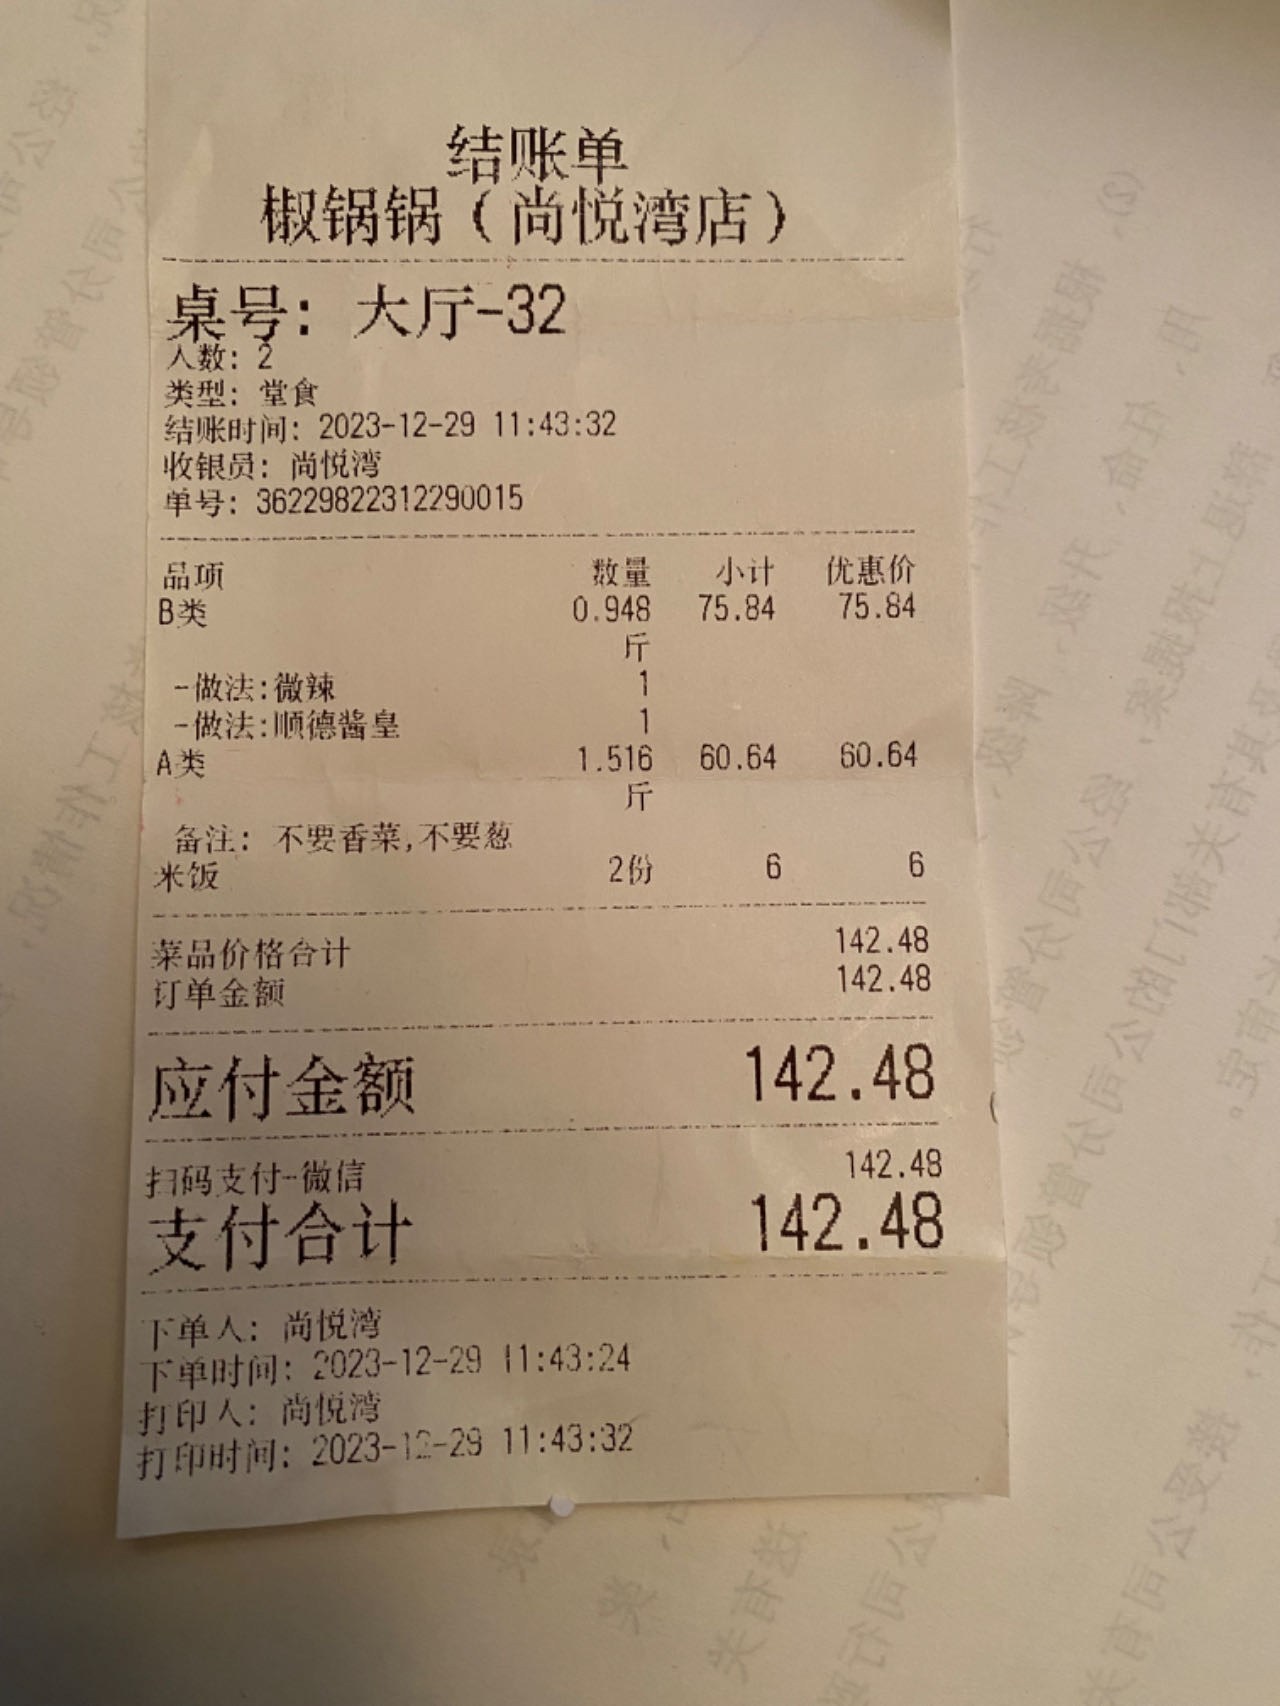 结账单
椒锅锅（尚悦湾店）
桌号：大厅-32
人数：2
类型：堂食
结账时间：2023-12-29 11:43:32
收银员：尚悦湾
单号：36229822312290015
品项 数量 小计 优惠价
B类 0.948 75.84 75.84
斤
-做法:微辣 1
-做法:顺德酱皇 1
A类 1.516 60.64 60.64
斤
备注：不要香菜,不要葱
米饭 2份 6 6
菜品价格合计 142.48
订单金额 142.48
应付金额 142.48
扫码支付-微信 142.48
支付合计 142.48
下单人：尚悦湾
下单时间：2023-12-29 11:43:24
打印人：尚悦湾
打印时间：2023-12-29 11:43:32